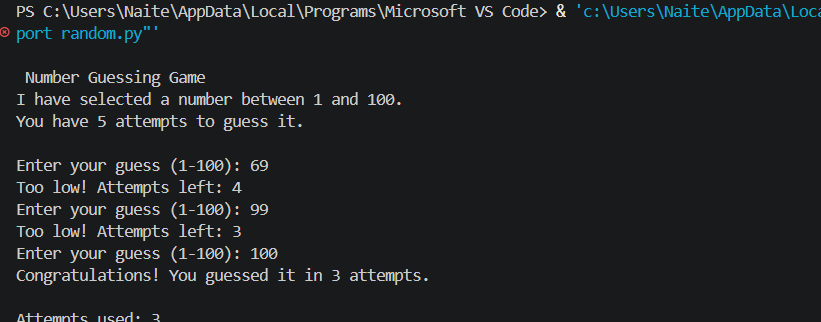 PS C:\Users\Naite\AppData\Local\Programs\Microsoft VS Code> & 'c:\Users\Naite\AppData\Loca
port random.py"'
Number Guessing Game
I have selected a number between 1 and 100.
You have 5 attempts to guess it.
Enter your guess (1-100): 69
Too low! Attempts left: 4
Enter your guess (1-100): 99
Too low! Attempts left: 3
Enter your guess (1-100): 100
Congratulations! You guessed it in 3 attempts.
Attempts used: 3